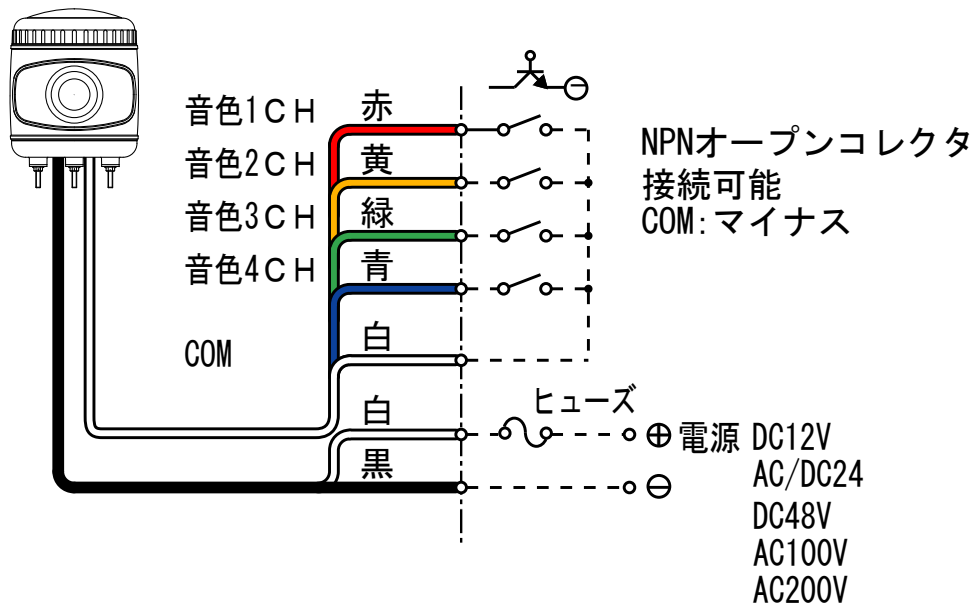 音色1CH 赤
音色2CH 黄
音色3CH 緑
音色4CH 青
COM 白
白
黒
NPNオープンコレクタ
接続可能
COM:マイナス
ヒューズ
⊕電源 DC12V
⊖ AC/DC24
DC48V
AC100V
AC200V